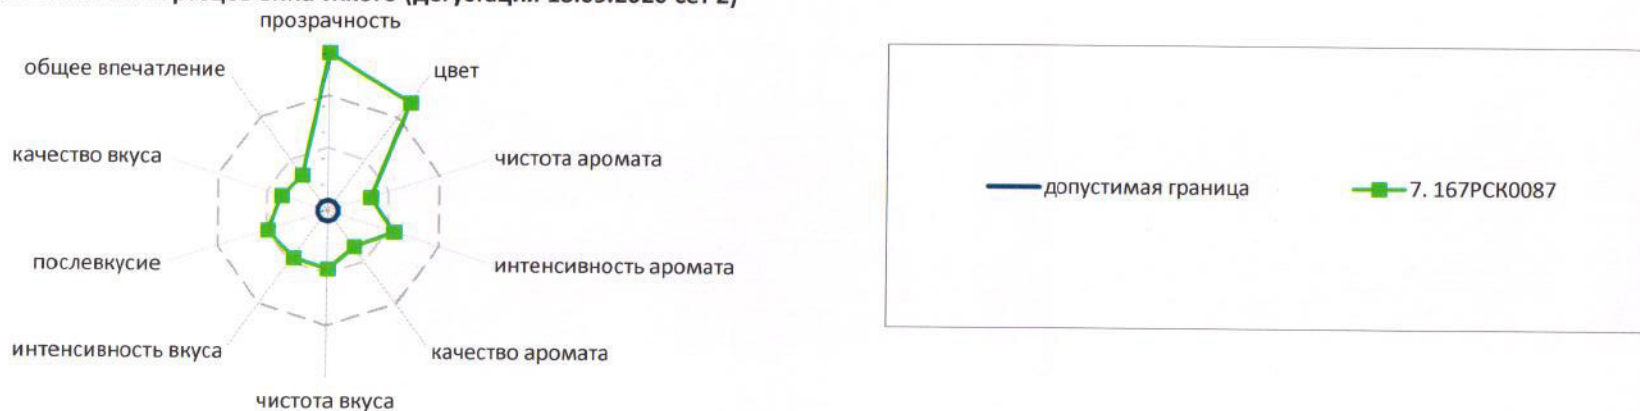 прозрачность
общее впечатление
цвет
качество вкуса
чистота аромата
послевкусие
интенсивность аромата
интенсивность вкуса
качество аромата
чистота вкуса
допустимая граница
7. 167РСК0087